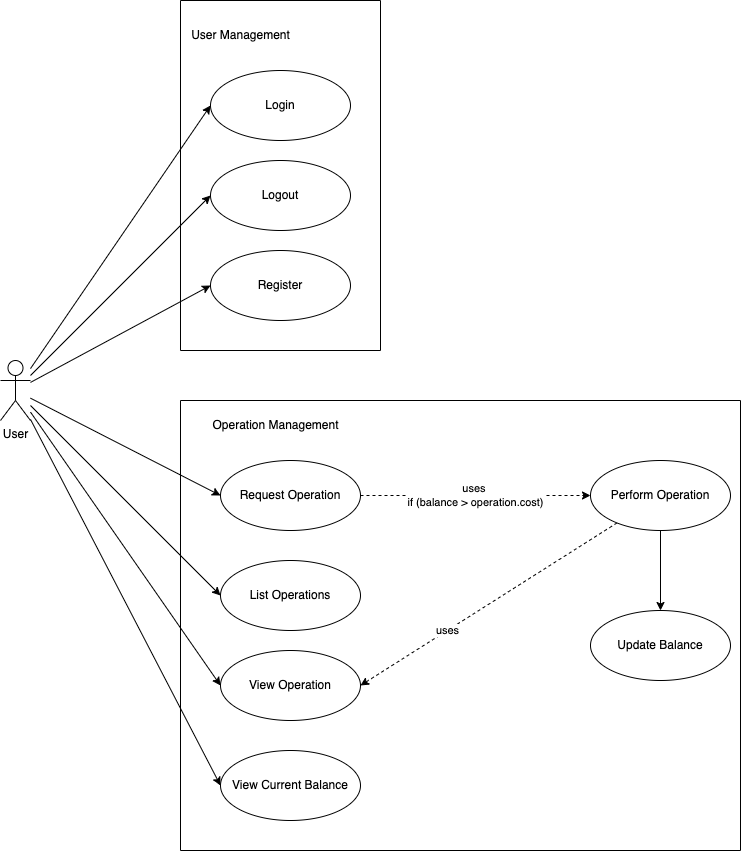 User Management
Login
Logout
Register
User
Operation Management
Request Operation
uses
if (balance > operation.cost)
Perform Operation
List Operations
uses
Update Balance
View Operation
View Current Balance